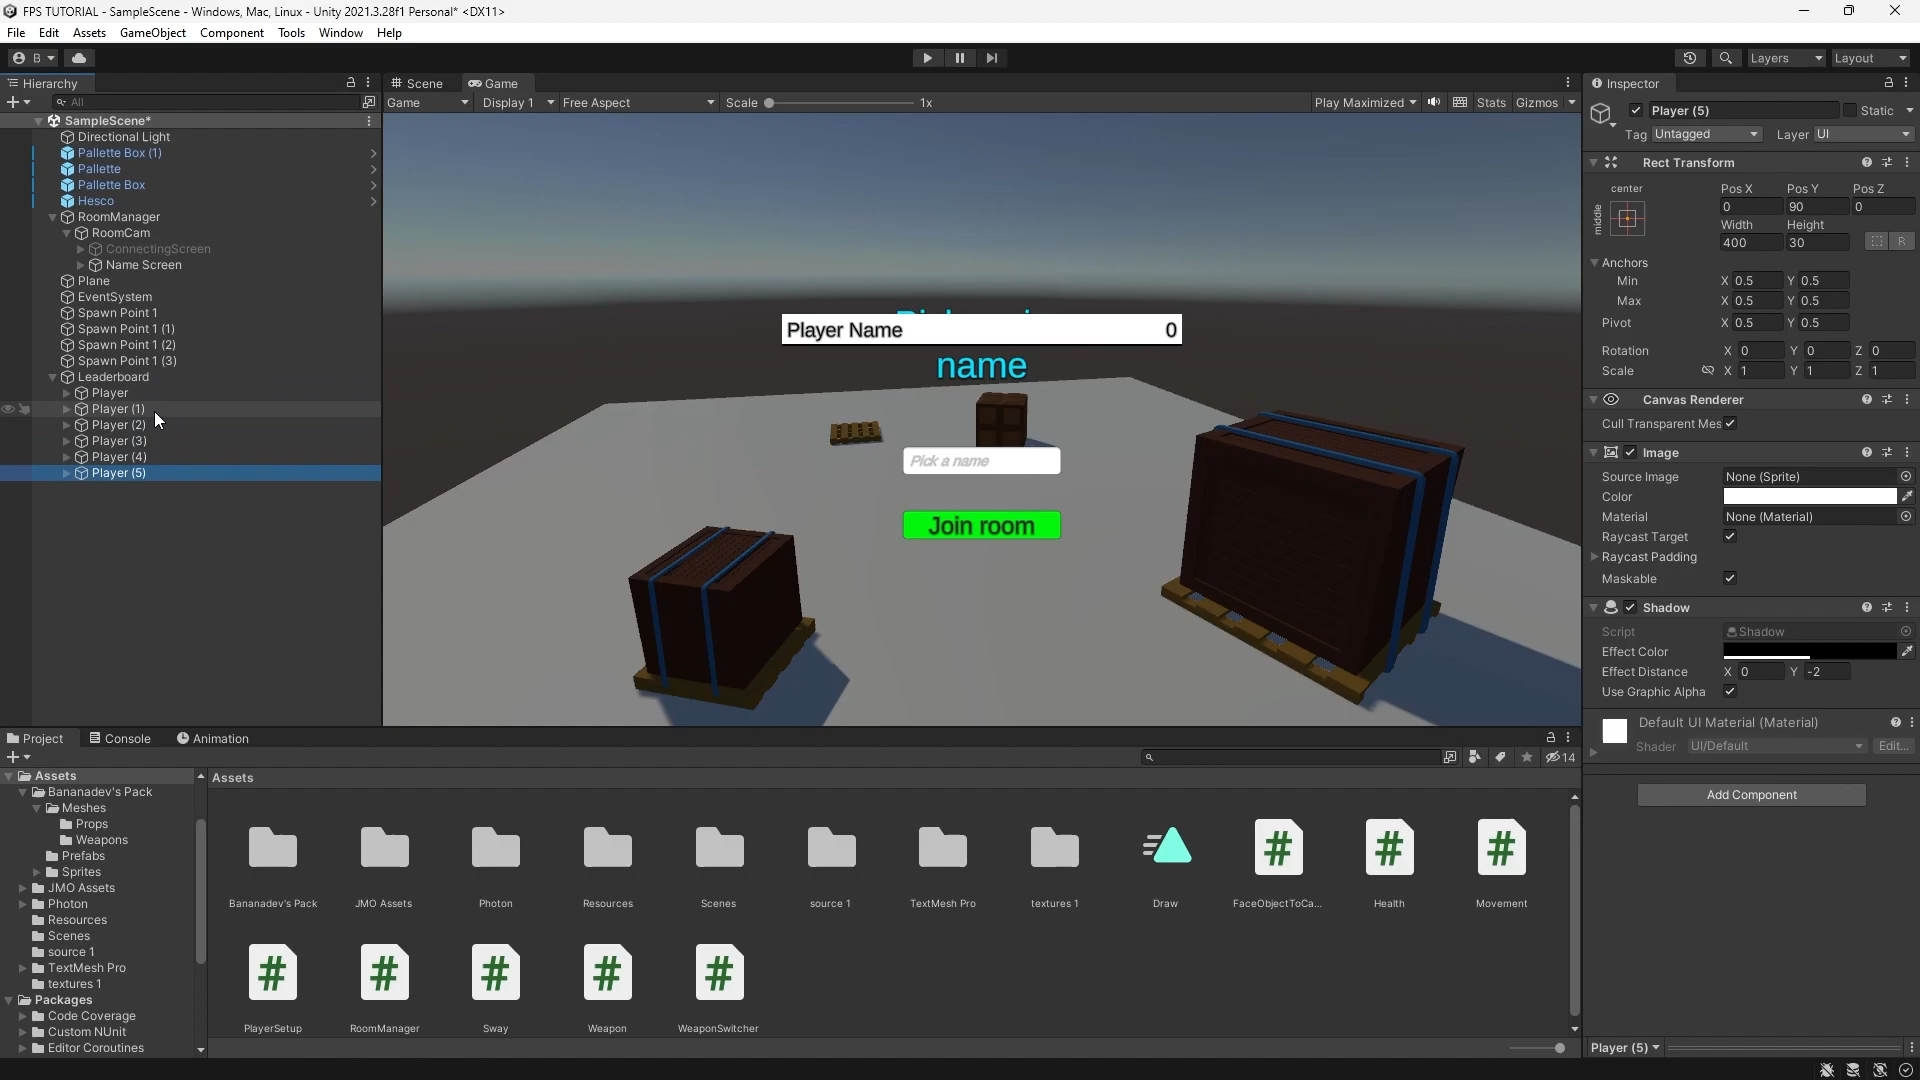 FPS TUTORIAL - SampleScene - Windows, Mac, Linux - Unity 2021.3.28f1 Personal* <DX11>
File Edit Assets GameObject Component Tools Window Help
B Layers Layout
Hierarchy
All
SampleScene*
Directional Light
Pallette Box (1)
Pallette
Pallette Box
Hesco
RoomManager
RoomCam
ConnectingScreen
Name Screen
Plane
EventSystem
Spawn Point 1
Spawn Point 1 (1)
Spawn Point 1 (2)
Spawn Point 1 (3)
Leaderboard
Player
Player (1)
Player (2)
Player (3)
Player (4)
Player (5)
Scene Game
Game Display 1 Free Aspect Scale 1x Play Maximized Stats Gizmos
Player Name 0
name
Pick a name
Join room
Inspector
Player (5) Static
Tag Untagged Layer UI
Rect Transform
center Pos X Pos Y Pos Z
middle 0 90 0
Width Height
400 30 R
Anchors
Min X 0.5 Y 0.5
Max X 0.5 Y 0.5
Pivot X 0.5 Y 0.5
Rotation X 0 Y 0 Z 0
Scale X 1 Y 1 Z 1
Canvas Renderer
Cull Transparent Mes
Image
Source Image None (Sprite)
Color
Material None (Material)
Raycast Target
Raycast Padding
Maskable
Shadow
Script Shadow
Effect Color
Effect Distance X 0 Y -2
Use Graphic Alpha
Default UI Material (Material)
Shader UI/Default Edit...
Add Component
Player (5)
Project Console Animation
14
Assets
Bananadev's Pack
Meshes
Props
Weapons
Prefabs
Sprites
JMO Assets
Photon
Resources
Scenes
source 1
TextMesh Pro
textures 1
Packages
Code Coverage
Custom NUnit
Editor Coroutines
Assets
Bananadev's Pack JMO Assets Photon Resources Scenes source 1 TextMesh Pro textures 1 Draw FaceObjectToCa... Health Movement
PlayerSetup RoomManager Sway Weapon WeaponSwitcher